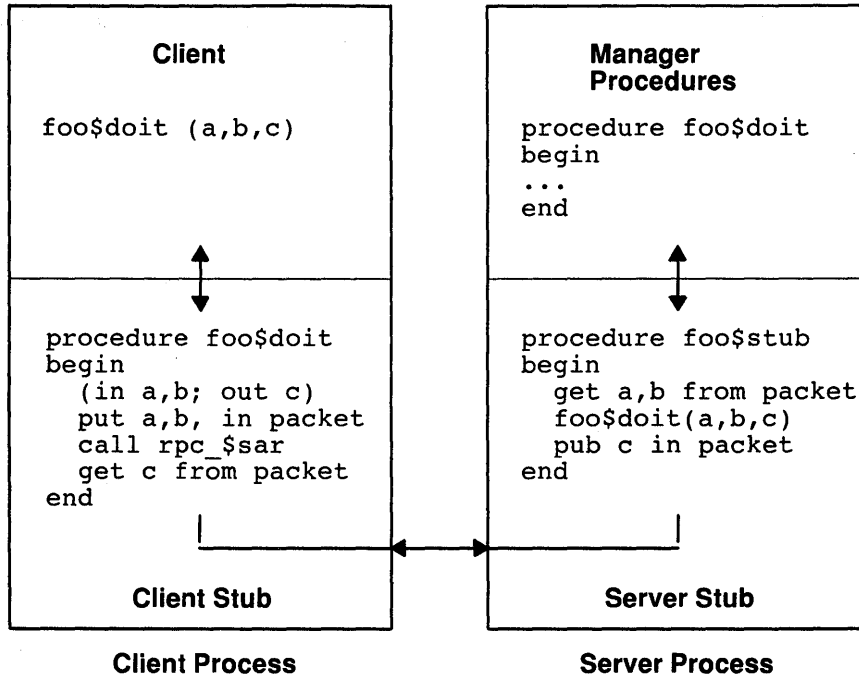 Client
foo$doit (a,b,c)
procedure foo$doit
begin
(in a,b; out c)
put a,b, in packet
call rpc_$sar
get c from packet
end
Client Stub
Client Process
Manager
Procedures
procedure foo$doit
begin
...
end
procedure foo$stub
begin
get a,b from packet
foo$doit(a,b,c)
pub c in packet
end
Server Stub
Server Process